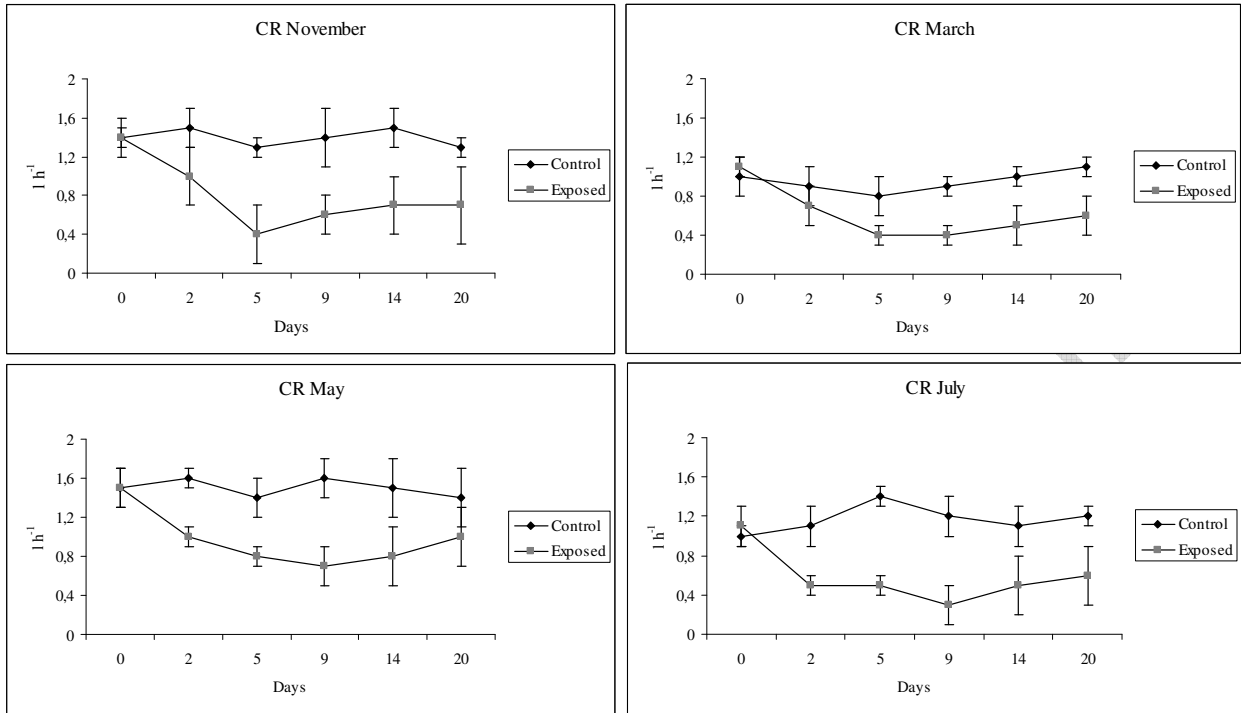 CR November
2
1,6
1,2
0,8
0,4
0
l h⁻¹
0 2 5 9 14 20
Days
Control
Exposed
CR March
2
1,6
1,2
0,8
0,4
0
l h⁻¹
0 2 5 9 14 20
Days
Control
Exposed
CR May
2
1,6
1,2
0,8
0,4
0
l h⁻¹
0 2 5 9 14 20
Days
Control
Exposed
CR July
2
1,6
1,2
0,8
0,4
0
l h⁻¹
0 2 5 9 14 20
Days
Control
Exposed